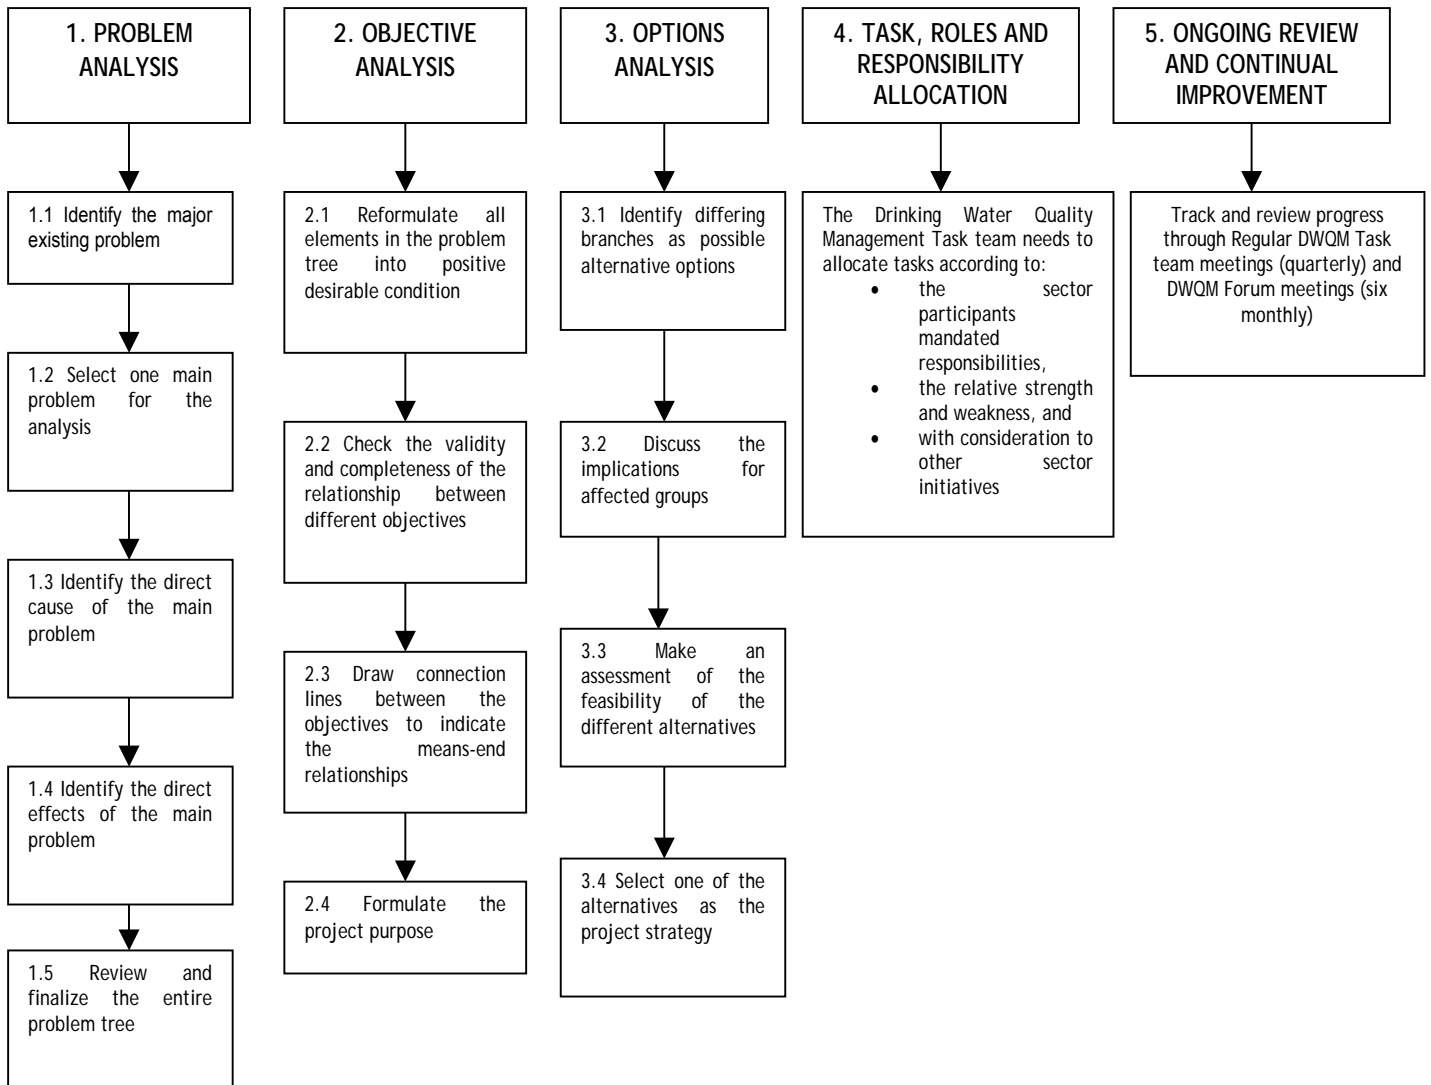 1. PROBLEM
ANALYSIS
1.1 Identify the major
existing problem
1.2 Select one main
problem for the
analysis
1.3 Identify the direct
cause of the main
problem
1.4 Identify the direct
effects of the main
problem
1.5 Review and
finalize the entire
problem tree
2. OBJECTIVE
ANALYSIS
2.1 Reformulate all
elements in the problem
tree into positive
desirable condition
2.2 Check the validity
and completeness of the
relationship between
different objectives
2.3 Draw connection
lines between the
objectives to indicate
the means-end
relationships
2.4 Formulate the
project purpose
3. OPTIONS
ANALYSIS
3.1 Identify differing
branches as possible
alternative options
3.2 Discuss the
implications for
affected groups
3.3 Make an
assessment of the
feasibility of the
different alternatives
3.4 Select one of the
alternatives as the
project strategy
4. TASK, ROLES AND
RESPONSIBILITY
ALLOCATION
The Drinking Water Quality
Management Task team needs to
allocate tasks according to:
• the sector
participants
mandated
responsibilities,
• the relative strength
and weakness, and
• with consideration to
other sector
initiatives
5. ONGOING REVIEW
AND CONTINUAL
IMPROVEMENT
Track and review progress
through Regular DWQM Task
team meetings (quarterly) and
DWQM Forum meetings (six
monthly)